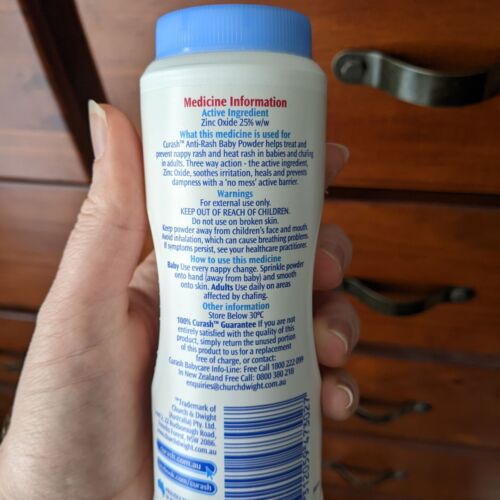 Medicine Information
Active Ingredient
Zinc Oxide 25% w/w
What this medicine is used for
Curash™ Anti-Rash Baby Powder helps treat and
prevent nappy rash and heat rash in babies and chafing
in adults. Three way action - the active ingredient,
Zinc Oxide, soothes irritation, heals and prevents
dampness with a 'no mess' active barrier.
Warnings
For external use only.
KEEP OUT OF REACH OF CHILDREN.
Do not use on broken skin.
Keep powder away from children's face and mouth.
Avoid inhalation, which can cause breathing problems.
If symptoms persist, see your healthcare practitioner.
How to use this medicine
Baby Use every nappy change. Sprinkle powder
onto hand (away from baby) and smooth
onto skin. Adults Use daily on areas
affected by chafing.
Other information
Store Below 30ºC
100% Curash™ Guarantee If you are not
entirely satisfied with the quality of this
product, simply return the unused portion
of this product to us for a replacement
free of charge, or contact:
Curash Babycare Info-Line: Free Call 1800 222 099
In New Zealand Free Call: 0800 380 218
enquiries@churchdwight.com.au
™Trademark of
Church & Dwight
(Australia) Pty. Ltd.
Rodborough Road,
Forest, NSW 2086.
curash.com.au